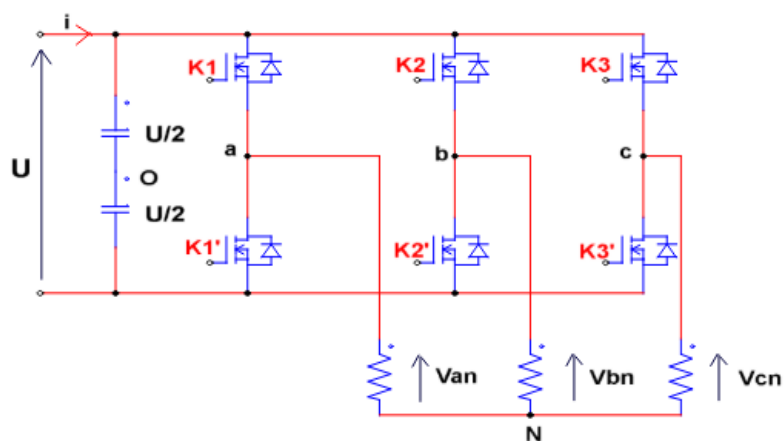 i
K1
K2
K3
U/2
a
b
c
U
O
U/2
K1'
K2'
K3'
Van
Vbn
Vcn
N